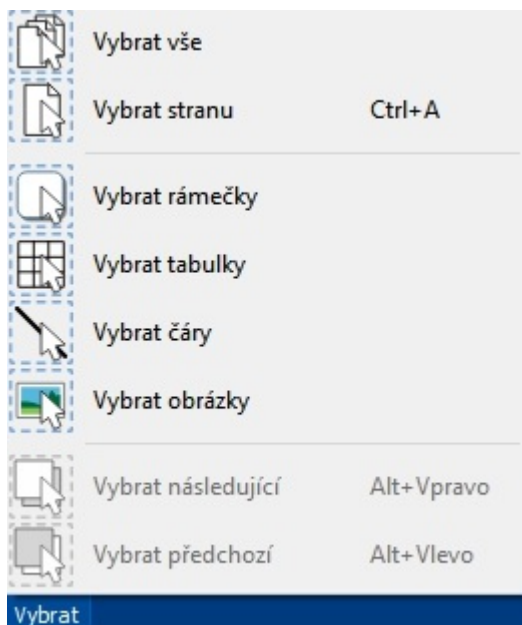 Vybrat vše
Vybrat stranu Ctrl+A
Vybrat rámečky
Vybrat tabulky
Vybrat čáry
Vybrat obrázky
Vybrat následující Alt+Vpravo
Vybrat předchozí Alt+Vlevo
Vybrat